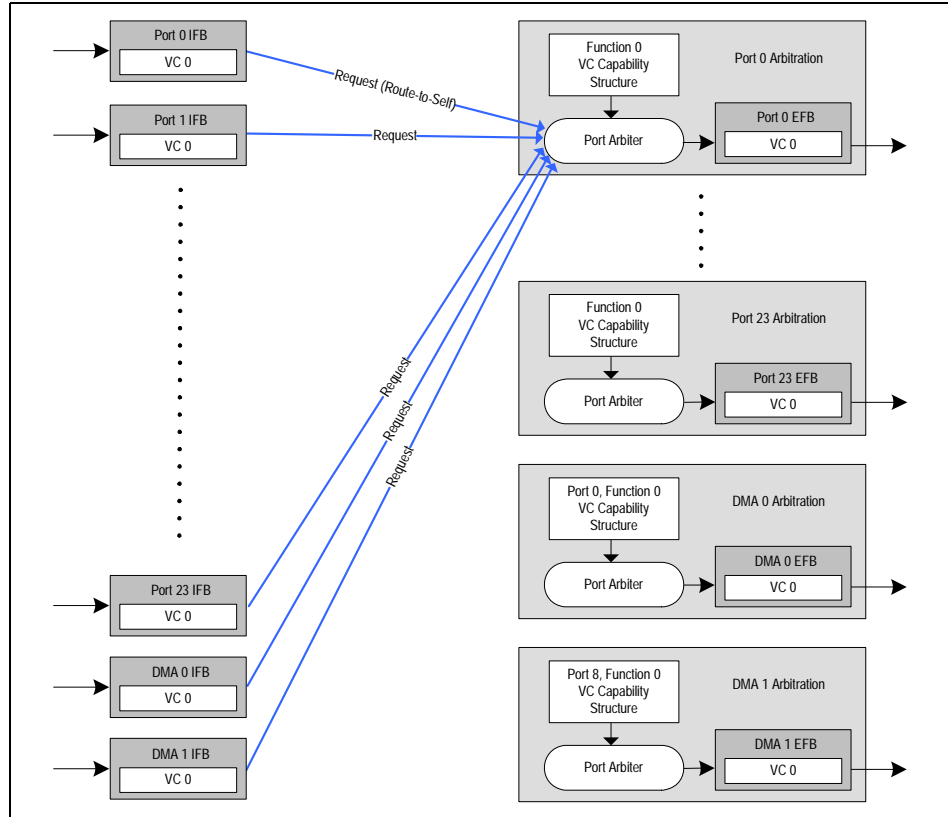 Port 0 IFB
VC 0
Request (Route-to-Self)
Port 1 IFB
VC 0
Request
Request
Request
Request
Port 23 IFB
VC 0
DMA 0 IFB
VC 0
DMA 1 IFB
VC 0
Function 0
VC Capability
Structure
Port 0 Arbitration
Port Arbiter
Port 0 EFB
VC 0
Function 0
VC Capability
Structure
Port 23 Arbitration
Port Arbiter
Port 23 EFB
VC 0
Port 0, Function 0
VC Capability
Structure
DMA 0 Arbitration
Port Arbiter
DMA 0 EFB
VC 0
Port 8, Function 0
VC Capability
Structure
DMA 1 Arbitration
Port Arbiter
DMA 1 EFB
VC 0